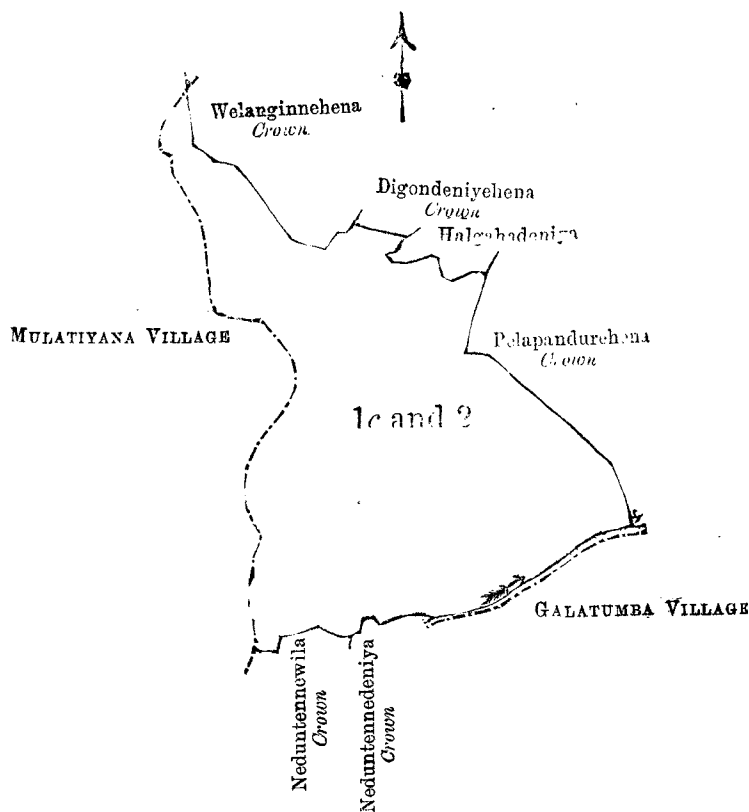 Welanginnehena
Crown.
Digondeniyehena
Crown
Halgahadeniya
MULATIYANA VILLAGE
Pelapandurehena
Crown
1c and 2
GALATUMBA VILLAGE
Neduntennewila
Crown
Neduntennedeniya
Crown